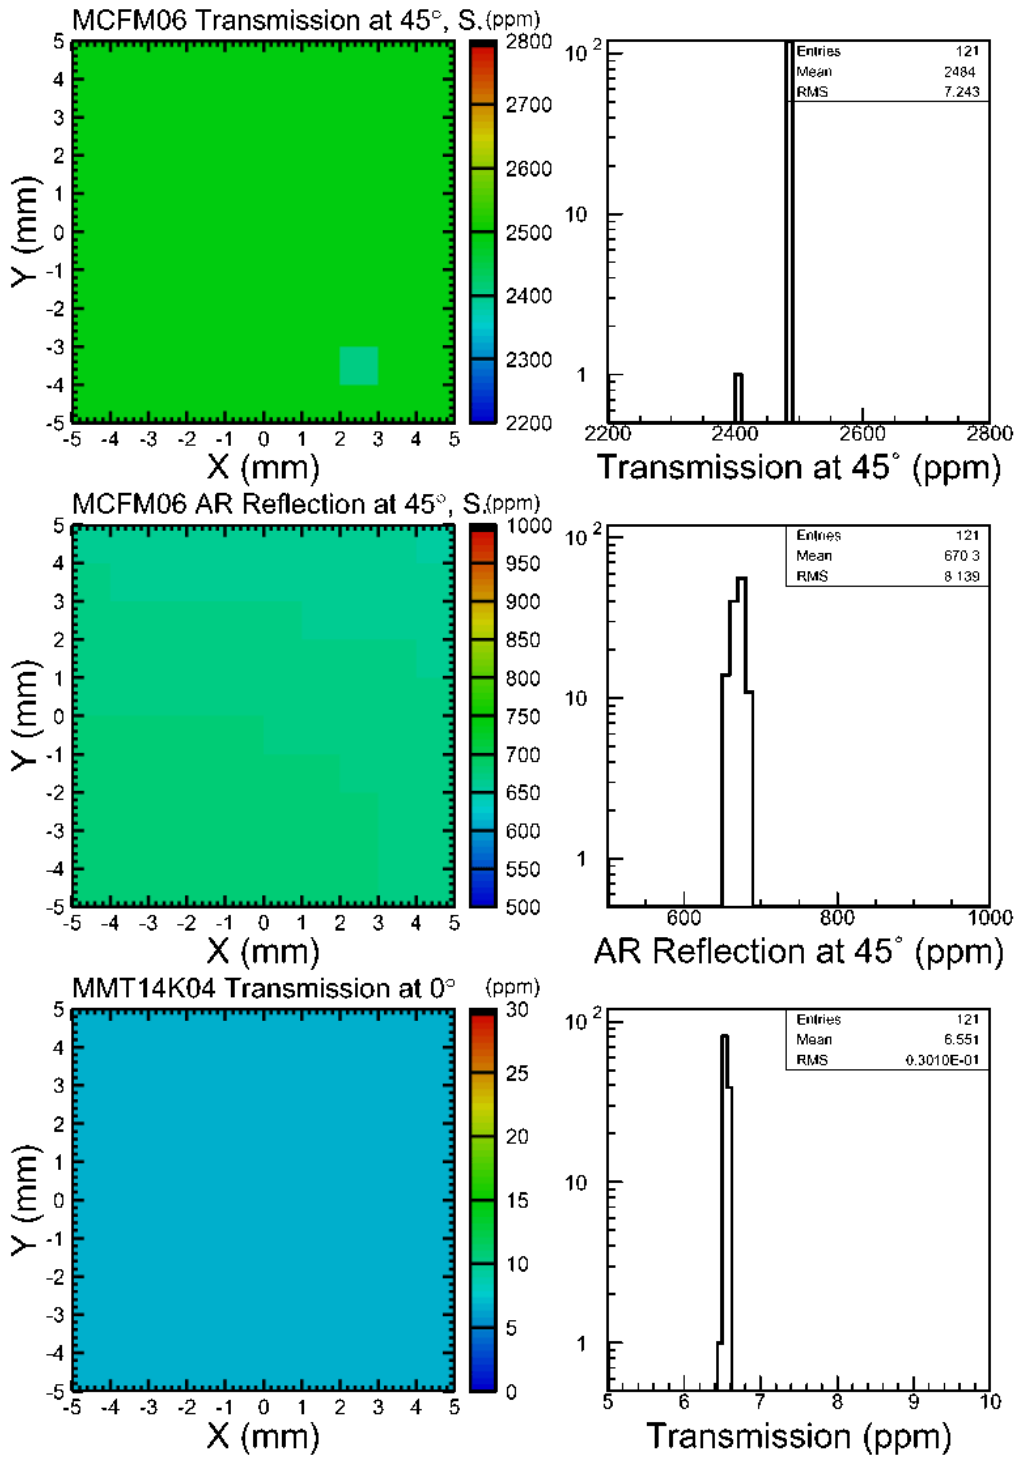 MCFM06 Transmission at 45°, S. (ppm)
5
4
3
2
1
0
-1
-2
-3
-4
-5
Y (mm)
-5 -4 -3 -2 -1 0 1 2 3 4 5
X (mm)
2800
2700
2600
2500
2400
2300
2200
10²
10
1
Entries 121
Mean 2484
RMS 7.243
2200 2400 2600 2800
Transmission at 45° (ppm)
MCFM06 AR Reflection at 45°, S. (ppm)
5
4
3
2
1
0
-1
-2
-3
-4
-5
Y (mm)
-5 -4 -3 -2 -1 0 1 2 3 4 5
X (mm)
1000
950
900
850
800
750
700
650
600
550
500
10²
10
1
Entries 121
Mean 670.3
RMS 8.139
600 800 1000
AR Reflection at 45° (ppm)
MMT14K04 Transmission at 0° (ppm)
5
4
3
2
1
0
-1
-2
-3
-4
-5
Y (mm)
-5 -4 -3 -2 -1 0 1 2 3 4 5
X (mm)
30
25
20
15
10
5
0
10²
10
1
Entries 121
Mean 6.551
RMS 0.3010E-01
5 6 7 8 9 10
Transmission (ppm)